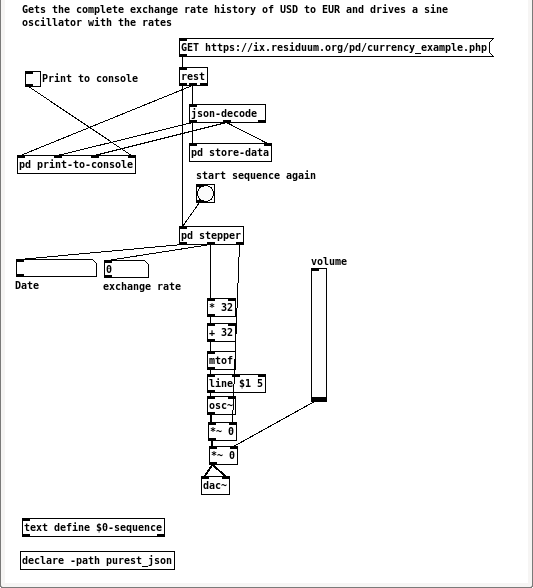 Gets the complete exchange rate history of USD to EUR and drives a sine
oscillator with the rates
GET https://ix.residuum.org/pd/currency_example.php
Print to console
rest
json-decode
pd print-to-console
pd store-data
start sequence again
pd stepper
0
Date
exchange rate
volume
* 32
+ 32
mtof
line $1 5
osc~
*~ 0
*~ 0
dac~
text define $0-sequence
declare -path purest_json